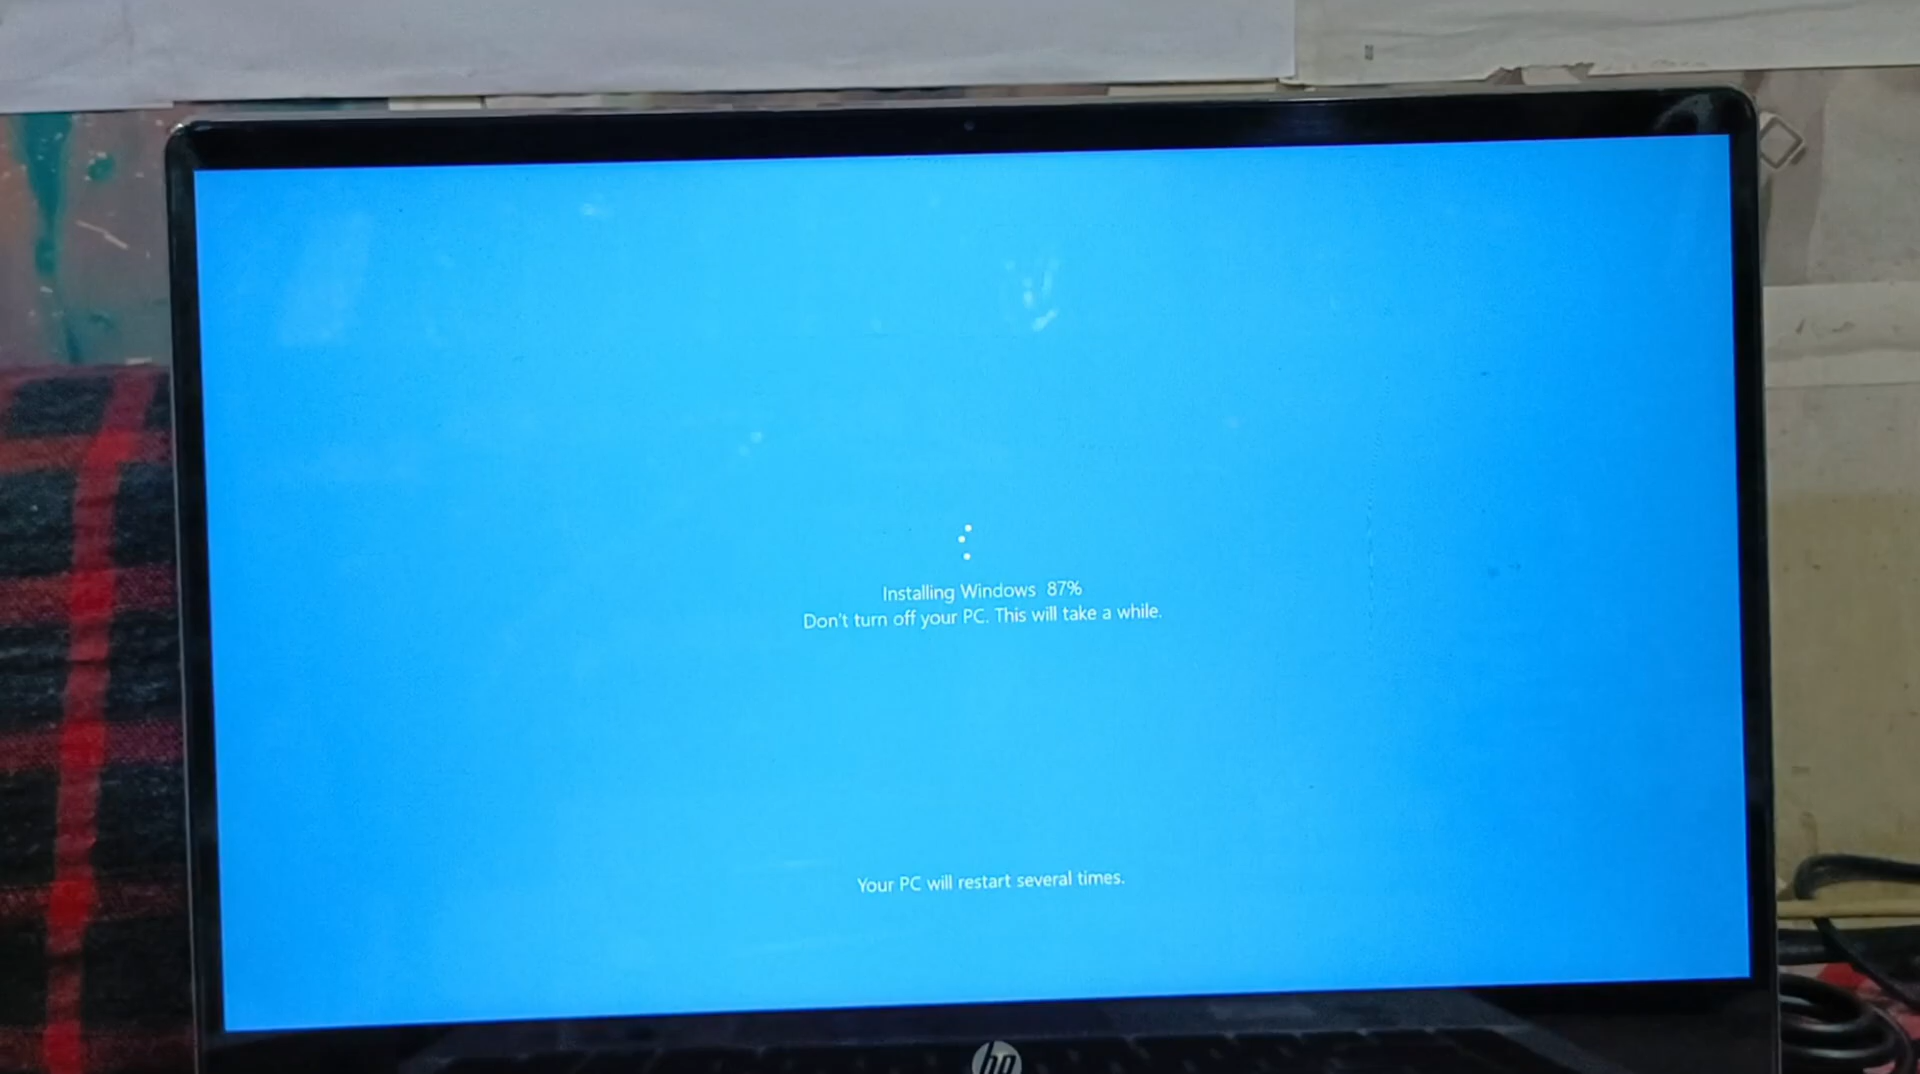 Installing Windows 87%
Don't turn off your PC. This will take a while.
Your PC will restart several times.
hp